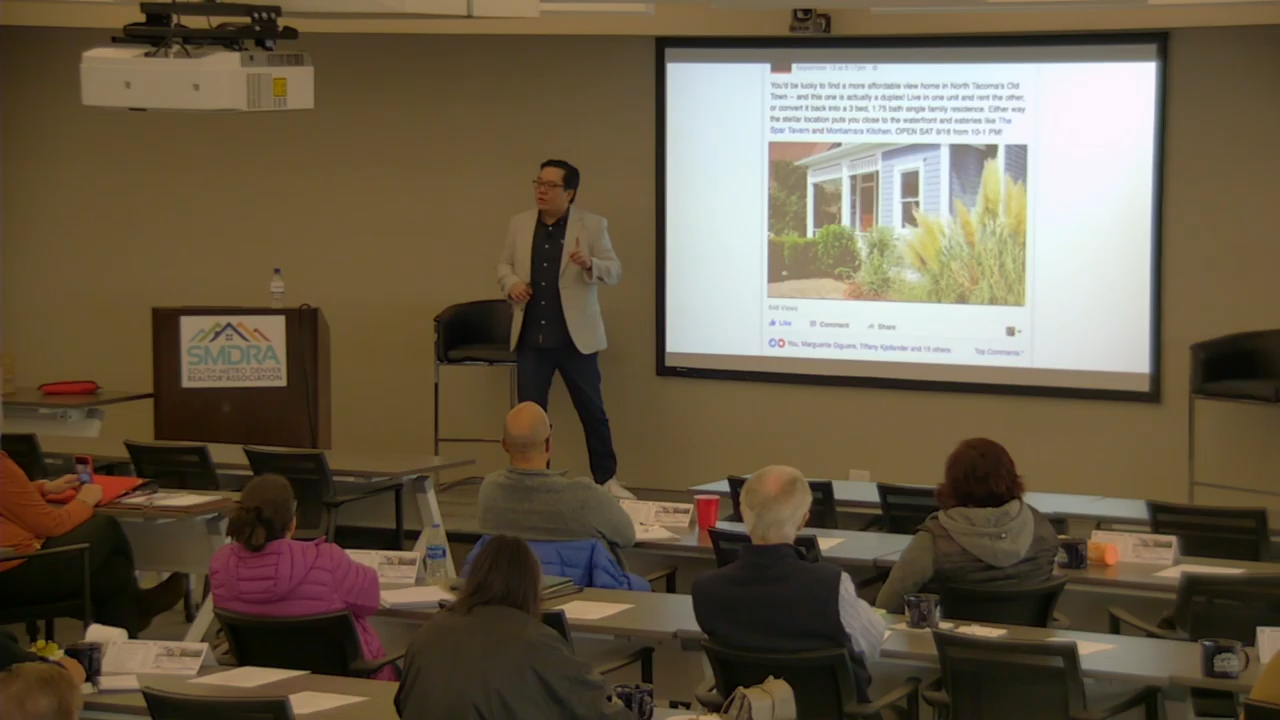 September 13 at 6:17pm
You'd be lucky to find a more affordable view home in North Tacoma's Old
Town – and this one is actually a duplex! Live in one unit and rent the other,
or convert it back into a 3 bed, 1.75 bath single family residence. Either way
the stellar location puts you close to the waterfront and eateries like The
Spar Tavern and Montamara Kitchen. OPEN SAT 9/16 from 10-1 PM!
648 Views
Like Comment Share
You, Marguerite Giguere, Tiffany Kjellander and 15 others
Top Comments
SMDRA
SOUTH METRO DENVER
REALTOR ASSOCIATION